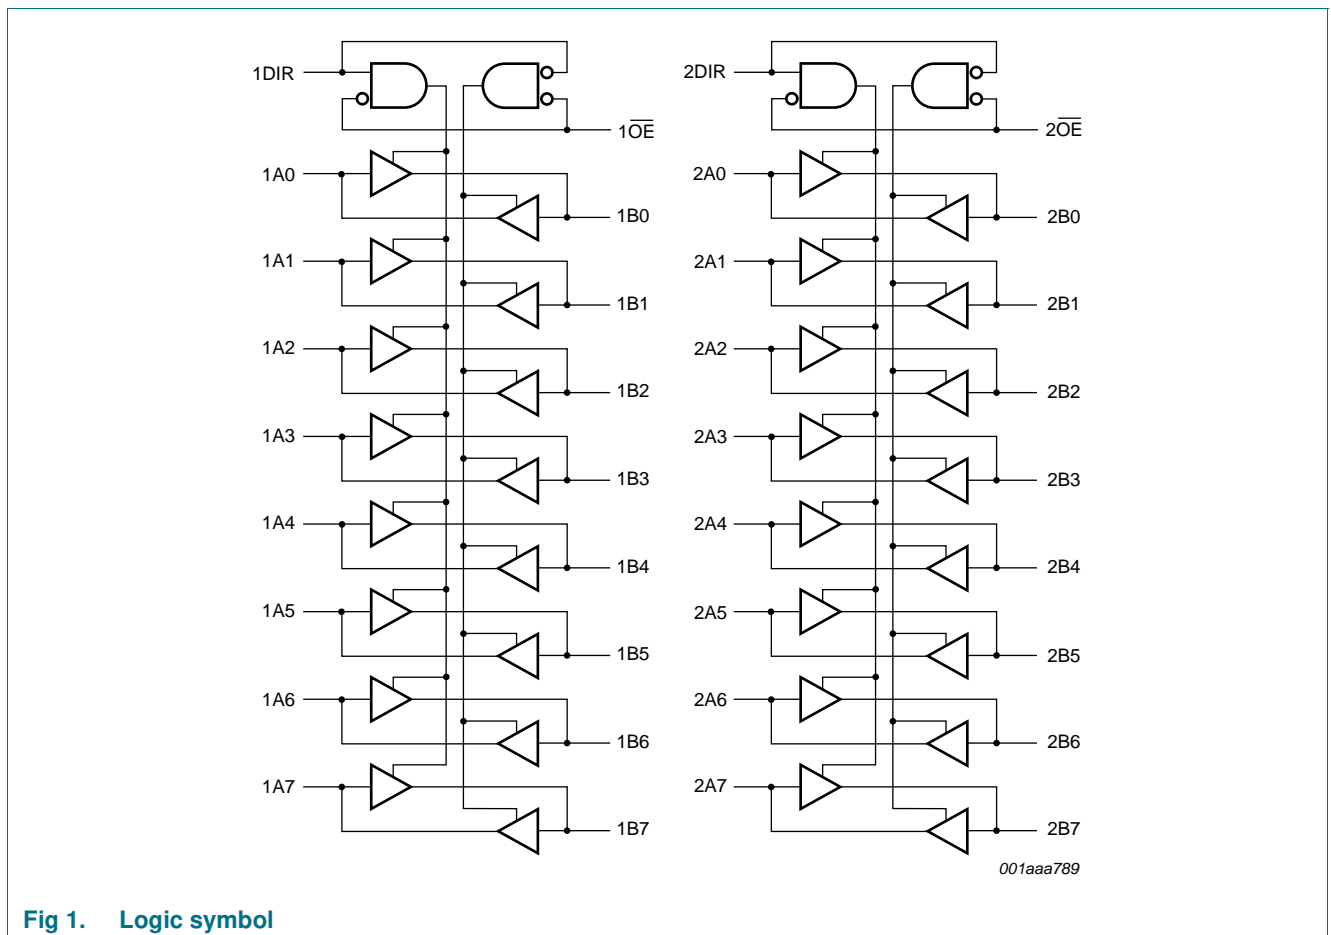 1DIR
2DIR
1O̅E̅
2O̅E̅
1A0
2A0
1B0
2B0
1A1
2A1
1B1
2B1
1A2
2A2
1B2
2B2
1A3
2A3
1B3
2B3
1A4
2A4
1B4
2B4
1A5
2A5
1B5
2B5
1A6
2A6
1B6
2B6
1A7
2A7
1B7
2B7
001aaa789
Fig 1. Logic symbol